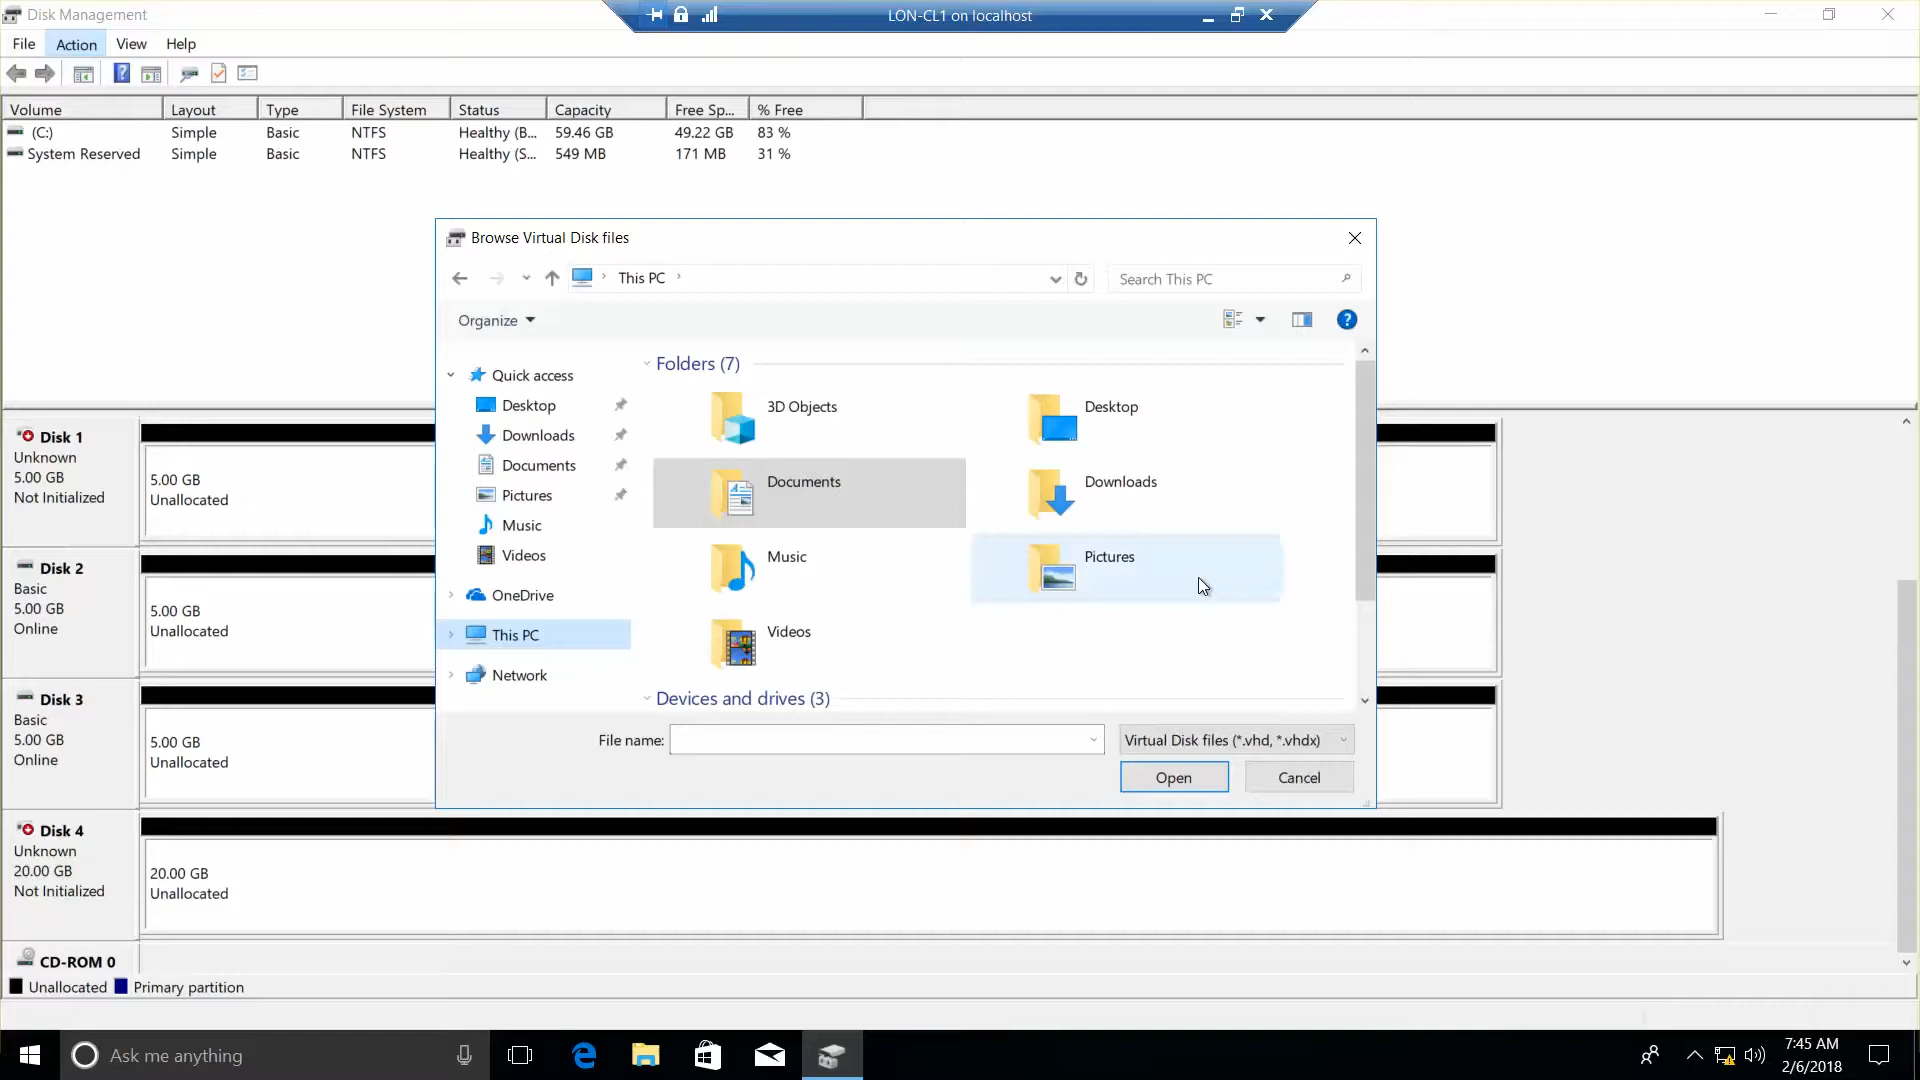 Disk Management
LON-CL1 on localhost
File Action View Help
Volume Layout Type File System Status Capacity Free Sp... % Free
(C:) Simple Basic NTFS Healthy (B... 59.46 GB 49.22 GB 83 %
System Reserved Simple Basic NTFS Healthy (S... 549 MB 171 MB 31 %
Browse Virtual Disk files
This PC
Search This PC
Organize
Quick access
Desktop
Downloads
Documents
Pictures
Music
Videos
OneDrive
This PC
Network
Folders (7)
3D Objects
Desktop
Documents
Downloads
Music
Pictures
Videos
Devices and drives (3)
File name:
Virtual Disk files (*.vhd, *.vhdx)
Open
Cancel
Disk 1
Unknown
5.00 GB
Not Initialized
5.00 GB
Unallocated
Disk 2
Basic
5.00 GB
Online
5.00 GB
Unallocated
Disk 3
Basic
5.00 GB
Online
5.00 GB
Unallocated
Disk 4
Unknown
20.00 GB
Not Initialized
20.00 GB
Unallocated
CD-ROM 0
Unallocated Primary partition
Ask me anything
7:45 AM
2/6/2018